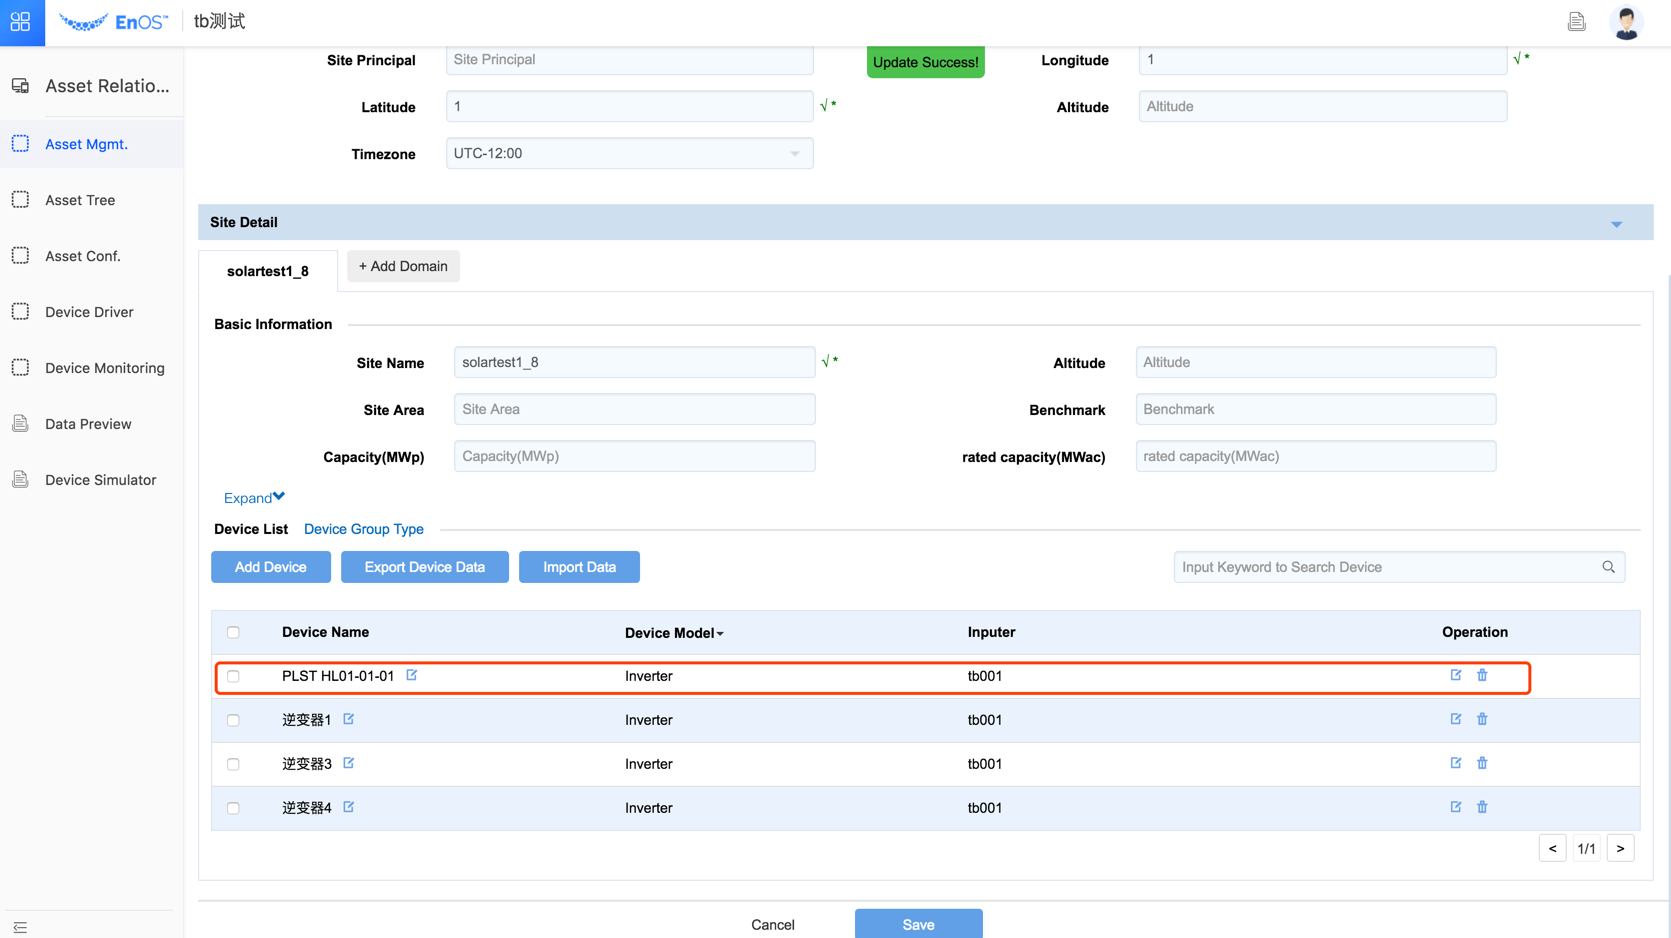 EnOS™ tb测试
Asset Relatio...
Asset Mgmt.
Asset Tree
Asset Conf.
Device Driver
Device Monitoring
Data Preview
Device Simulator
Site Principal Site Principal Update Success! Longitude 1 √ *
Latitude 1 √ * Altitude Altitude
Timezone UTC-12:00
Site Detail
solartest1_8 + Add Domain
Basic Information
Site Name solartest1_8 √ * Altitude Altitude
Site Area Site Area Benchmark Benchmark
Capacity(MWp) Capacity(MWp) rated capacity(MWac) rated capacity(MWac)
Expand
Device List Device Group Type
Add Device Export Device Data Import Data Input Keyword to Search Device
Device Name Device Model Inputer Operation
PLST HL01-01-01 Inverter tb001
逆变器1 Inverter tb001
逆变器3 Inverter tb001
逆变器4 Inverter tb001
< 1/1 >
Cancel Save